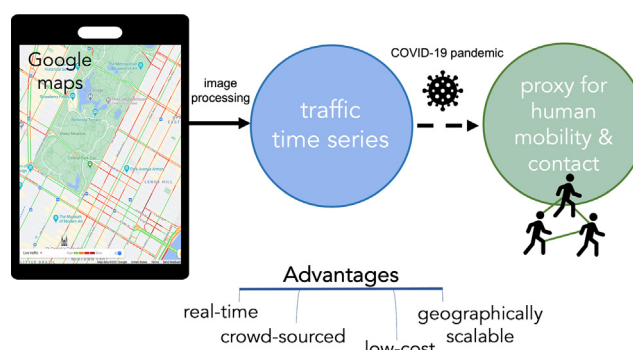 Google
maps
image
processing
traffic
time series
COVID-19 pandemic
proxy for
human
mobility &
contact
Advantages
real-time
crowd-sourced
low-cost
geographically
scalable